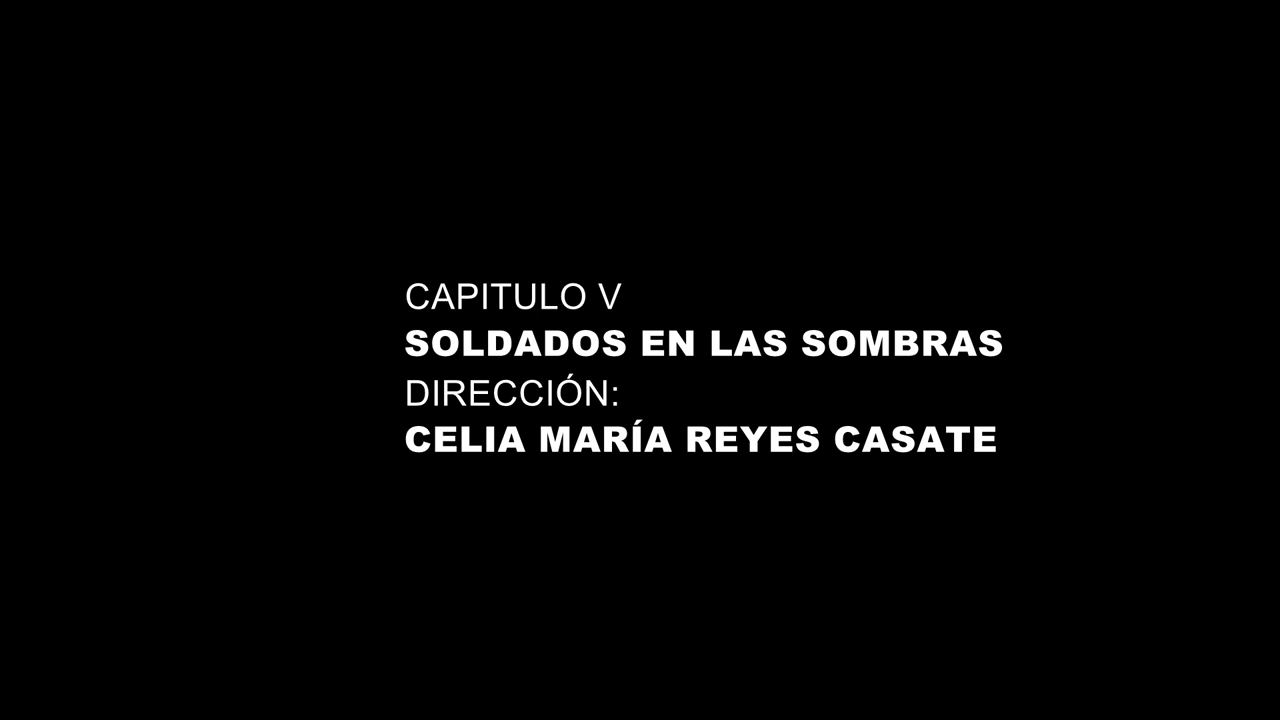 CAPITULO V
SOLDADOS EN LAS SOMBRAS
DIRECCIÓN:
CELIA MARÍA REYES CASATE